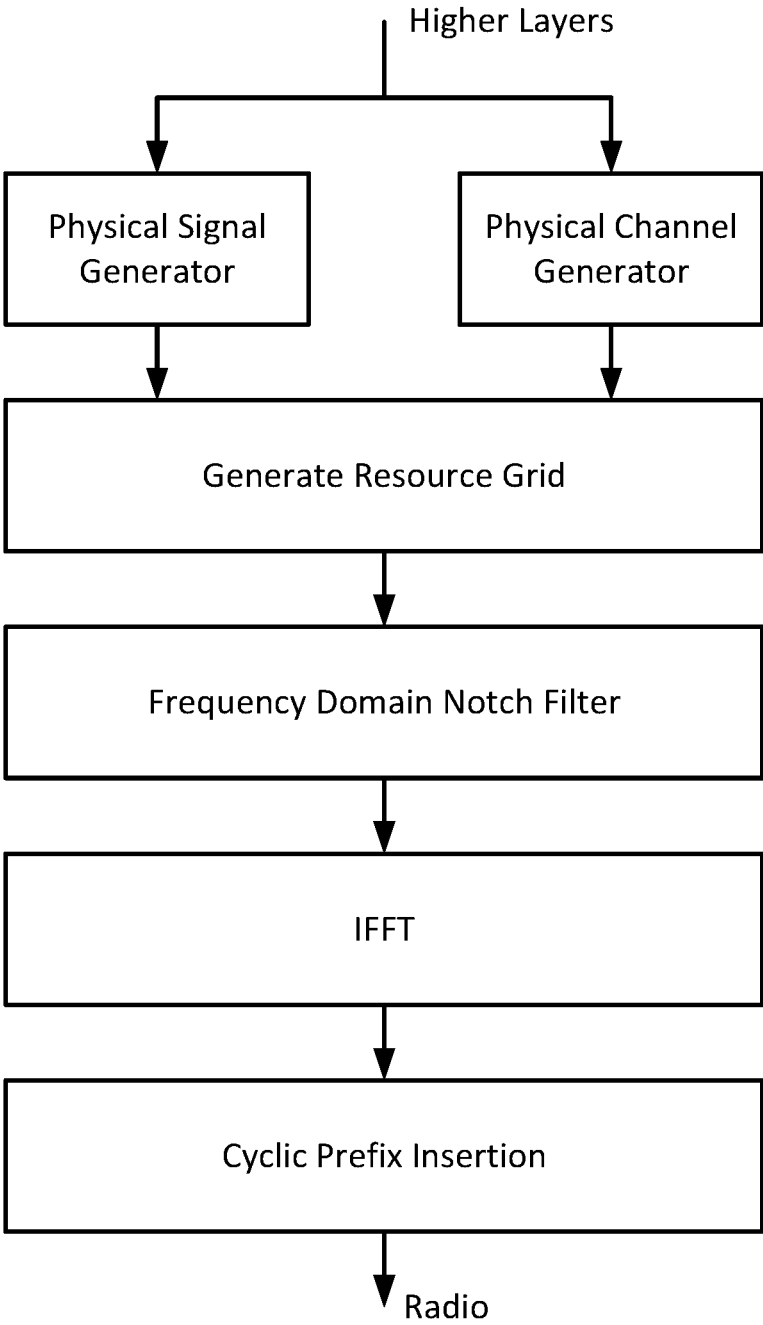 Higher Layers
Physical Signal
Generator
Physical Channel
Generator
Generate Resource Grid
Frequency Domain Notch Filter
IFFT
Cyclic Prefix Insertion
Radio